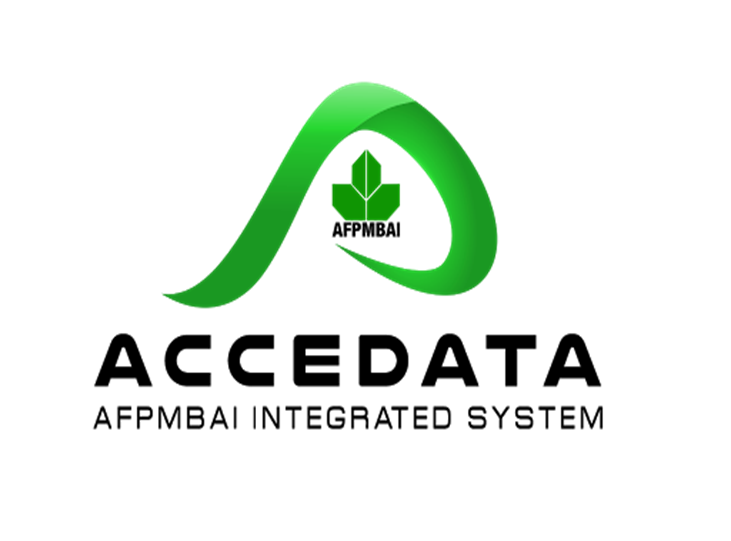 AFPMBAI
ACCEDATA
AFPMBAI INTEGRATED SYSTEM